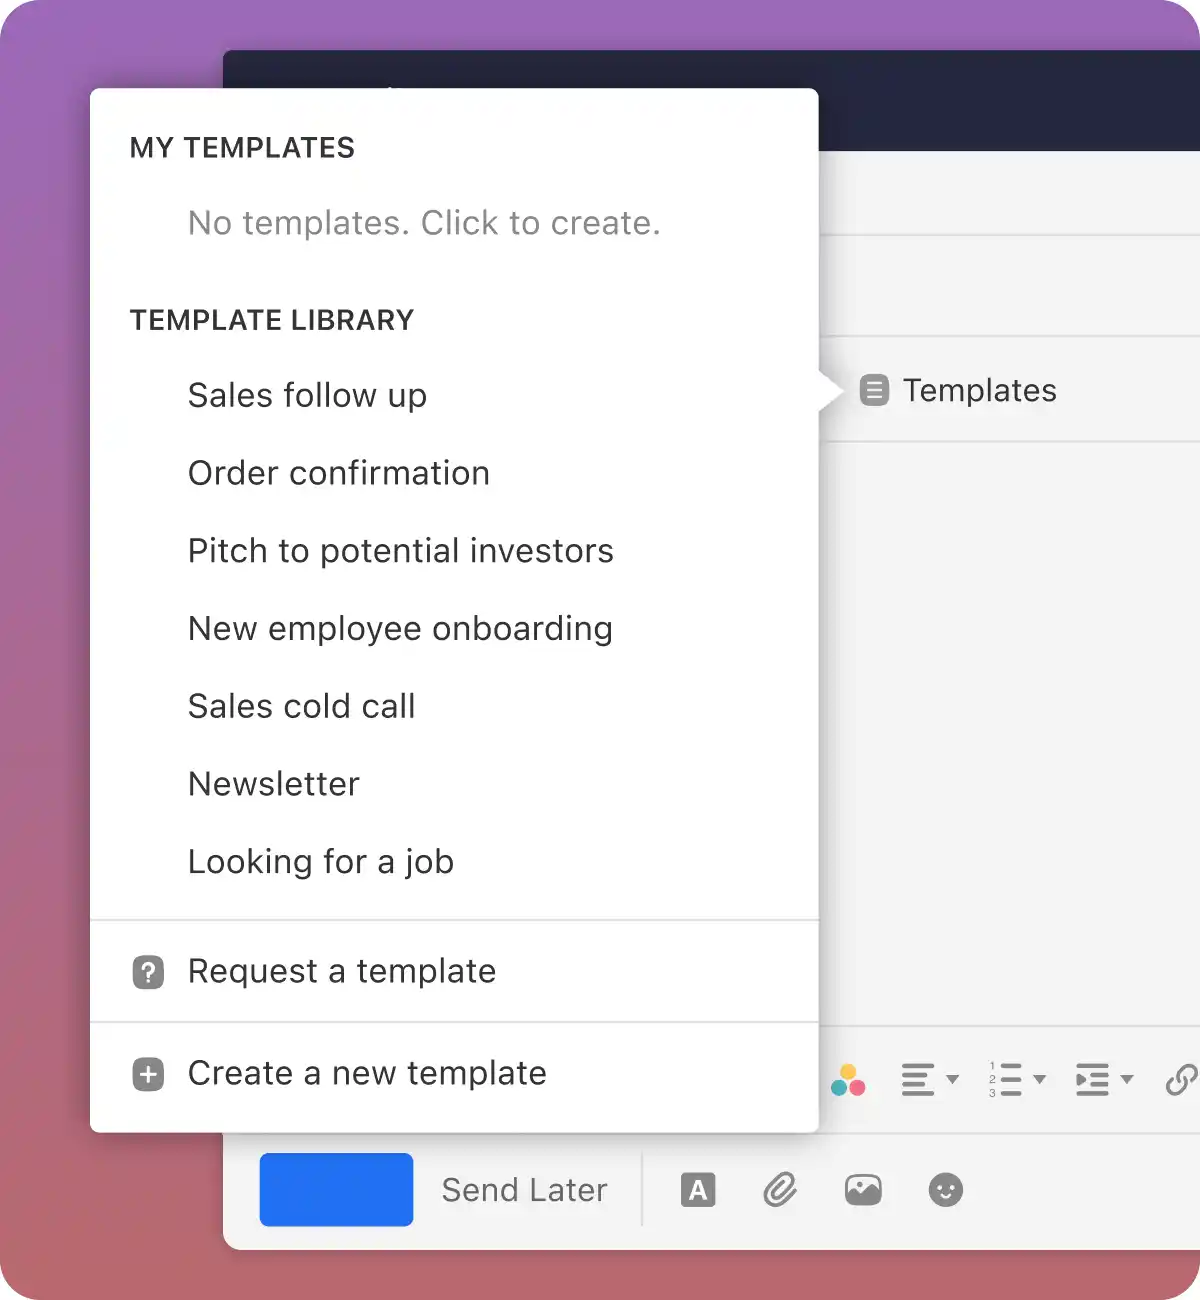 MY TEMPLATES
No templates. Click to create.
TEMPLATE LIBRARY
Sales follow up
Order confirmation
Pitch to potential investors
New employee onboarding
Sales cold call
Newsletter
Looking for a job
Request a template
Create a new template
Templates
Send Later
A